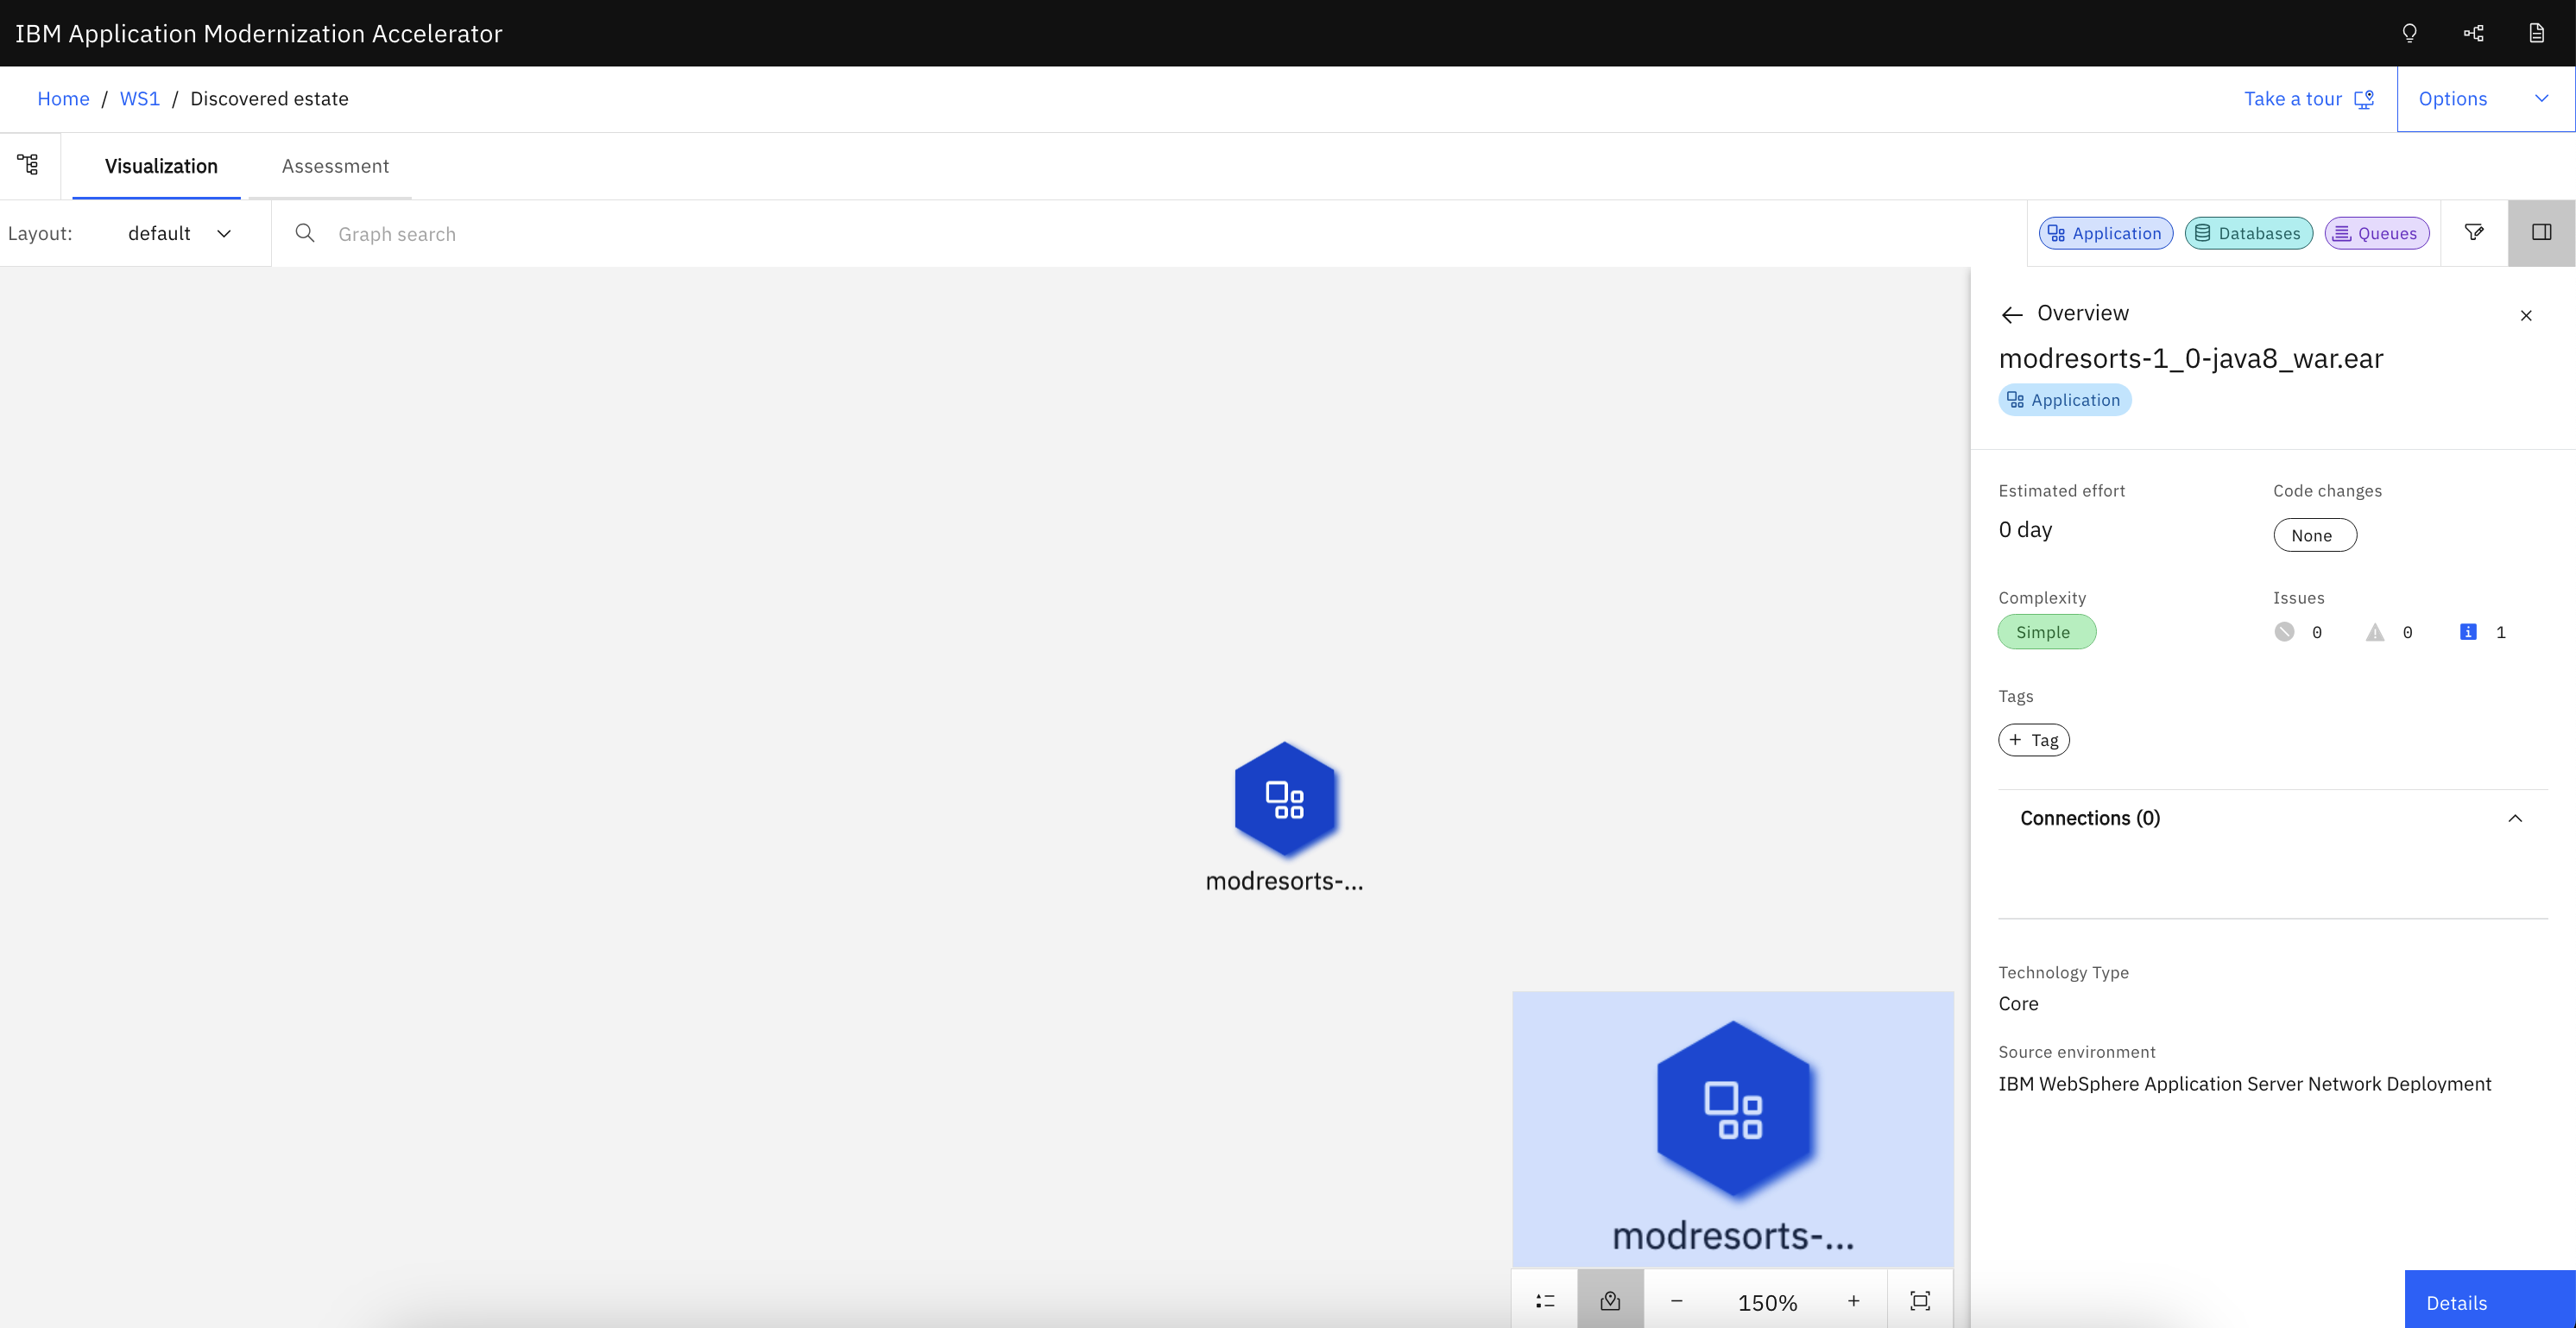 IBM Application Modernization Accelerator
Home / WS1 / Discovered estate
Take a tour
Options
Visualization
Assessment
Layout: default
Graph search
Application
Databases
Queues
Overview
modresorts-1_0-java8_war.ear
Application
Estimated effort
Code changes
0 day
None
Complexity
Issues
Simple
0 0 1
Tags
+ Tag
Connections (0)
modresorts-...
Technology Type
Core
Source environment
IBM WebSphere Application Server Network Deployment
modresorts-...
150%
Details